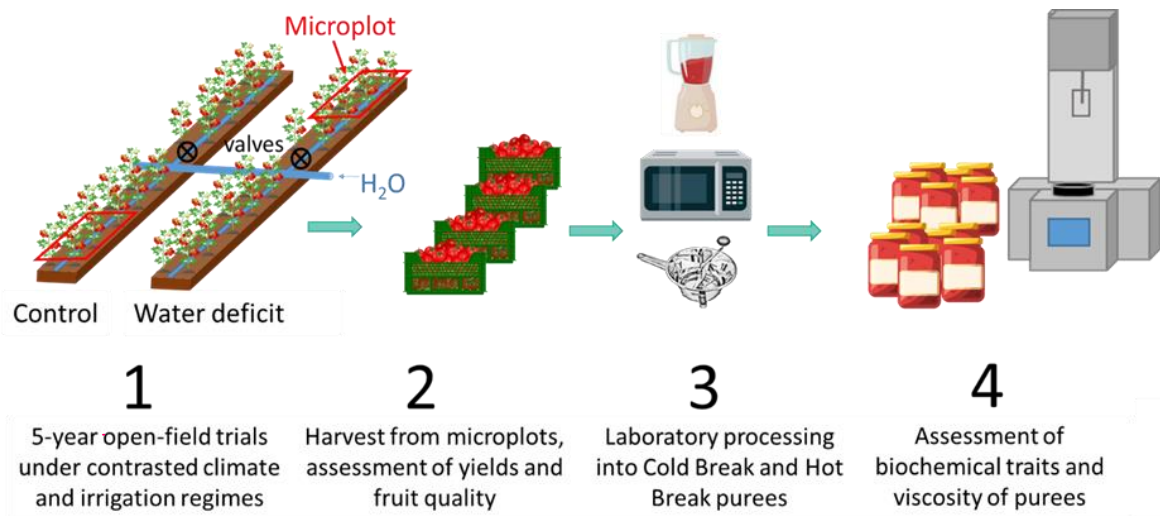 Microplot
valves
H₂O
Control
Water deficit
1
5-year open-field trials
under contrasted climate
and irrigation regimes
2
Harvest from microplots,
assessment of yields and
fruit quality
3
Laboratory processing
into Cold Break and Hot
Break purees
4
Assessment of
biochemical traits and
viscosity of purees